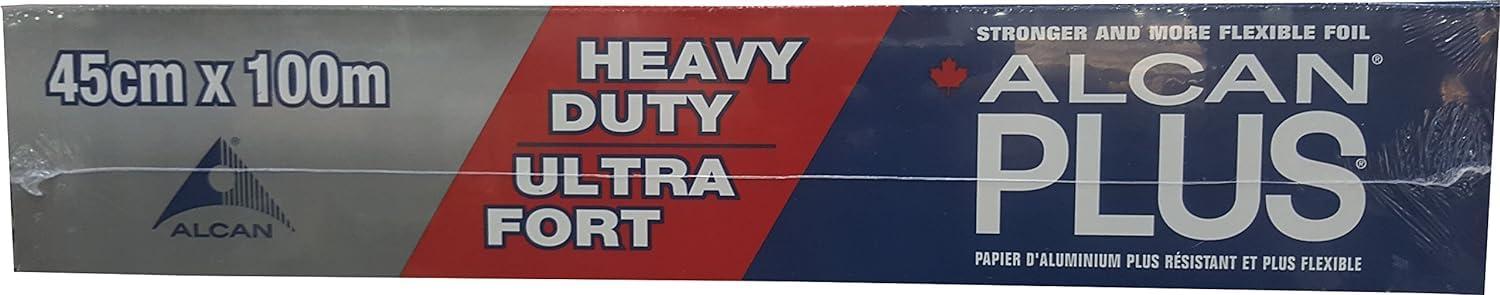 45cm x 100m
ALCAN®
HEAVY
DUTY
ULTRA
FORT
STRONGER AND MORE FLEXIBLE FOIL
ALCAN®
PLUS®
PAPIER D'ALUMINIUM PLUS RÉSISTANT ET PLUS FLEXIBLE